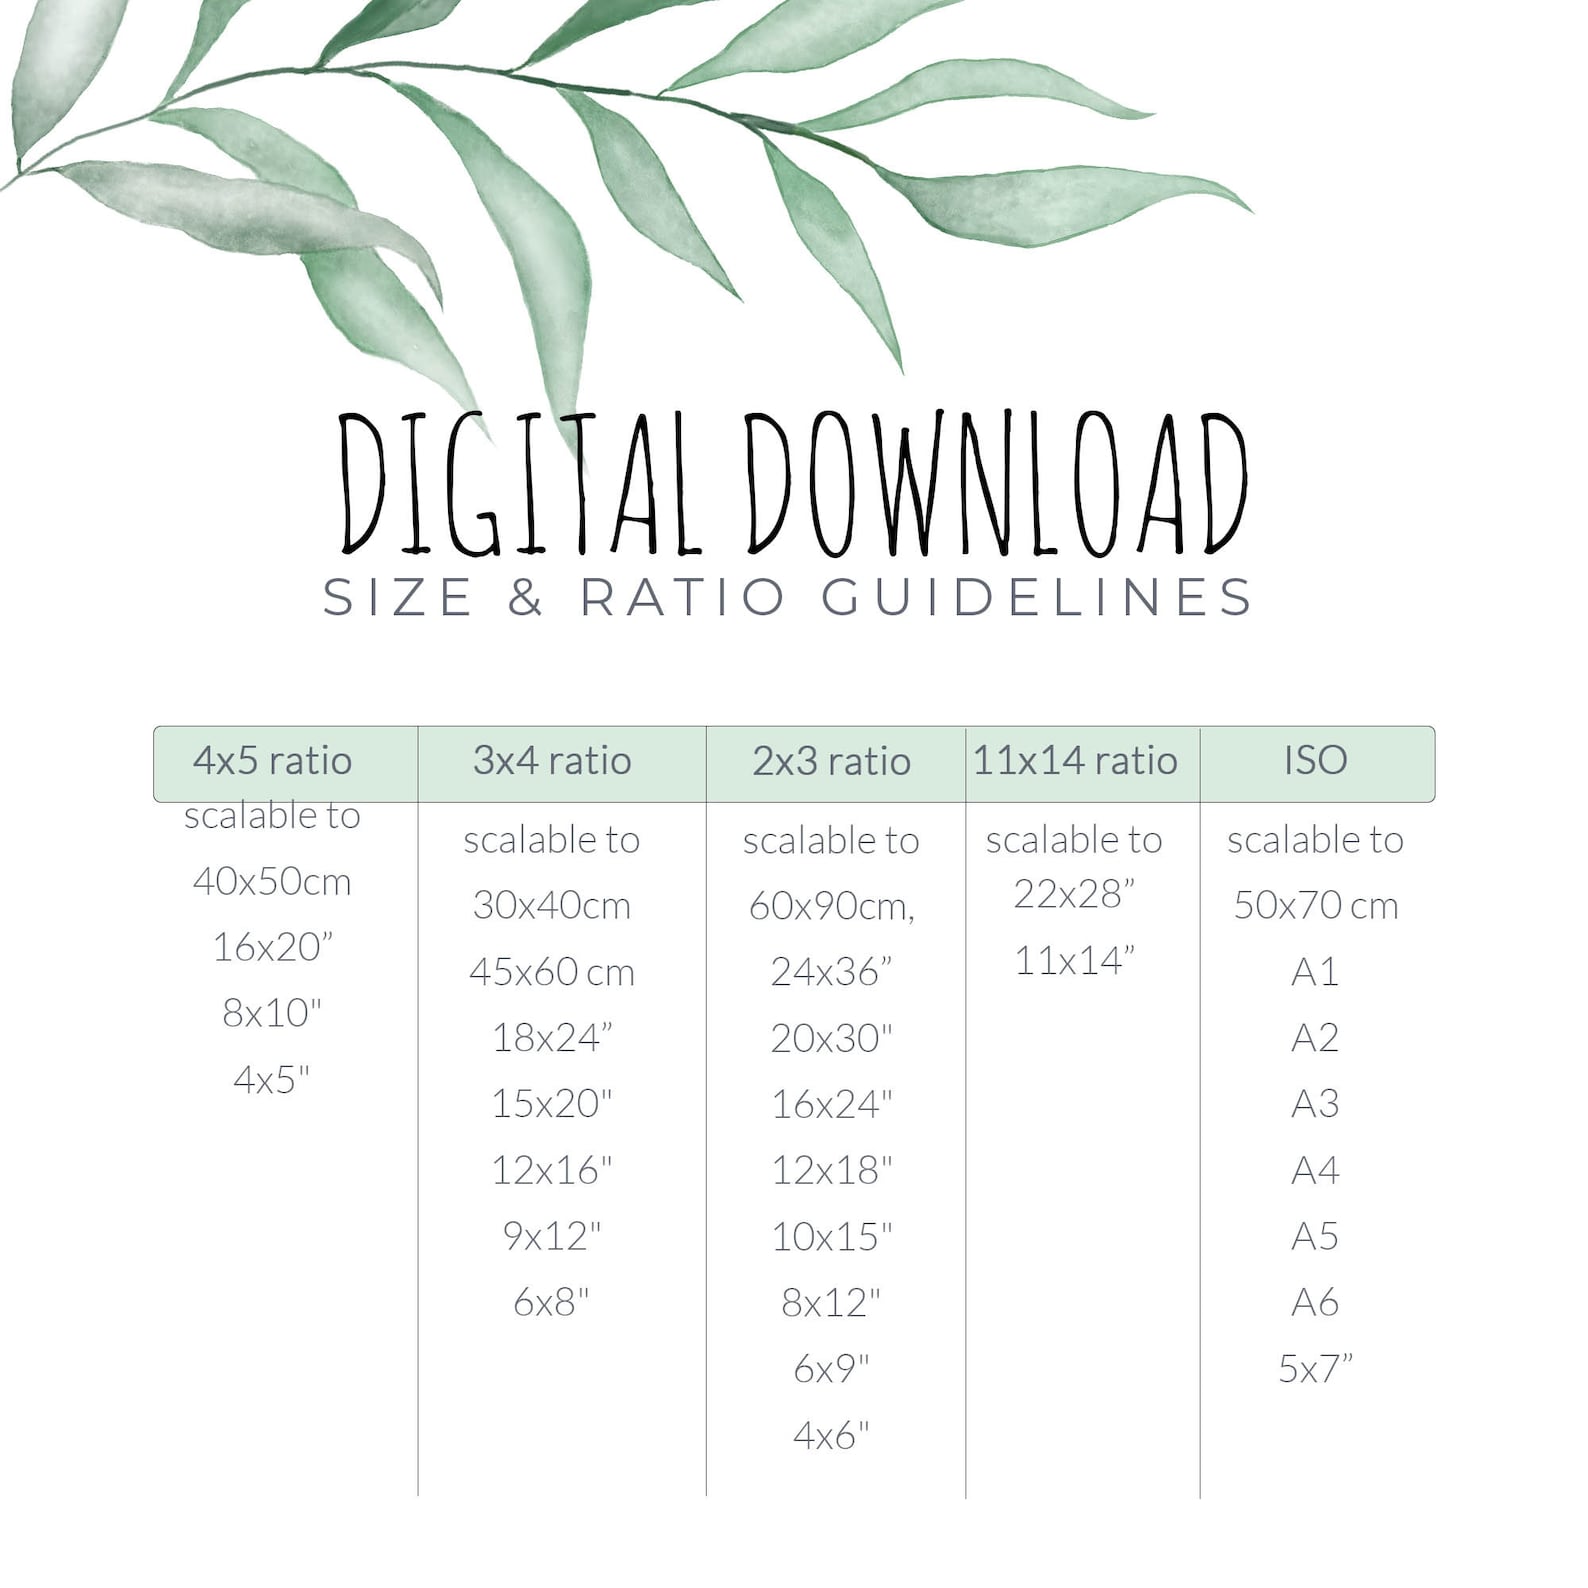 DIGITAL DOWNLOAD
SIZE & RATIO GUIDELINES
4x5 ratio
scalable to
40x50cm
16x20”
8x10"
4x5"
3x4 ratio
scalable to
30x40cm
45x60 cm
18x24”
15x20"
12x16"
9x12"
6x8"
2x3 ratio
scalable to
60x90cm,
24x36”
20x30"
16x24"
12x18"
10x15"
8x12"
6x9"
4x6"
11x14 ratio
scalable to
22x28”
11x14”
ISO
scalable to
50x70 cm
A1
A2
A3
A4
A5
A6
5x7”